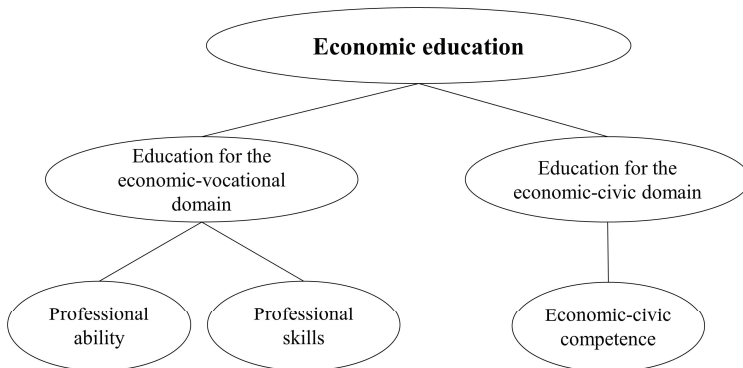 Economic education
Education for the
economic-vocational
domain
Education for the
economic-civic domain
Professional
ability
Professional
skills
Economic-civic
competence